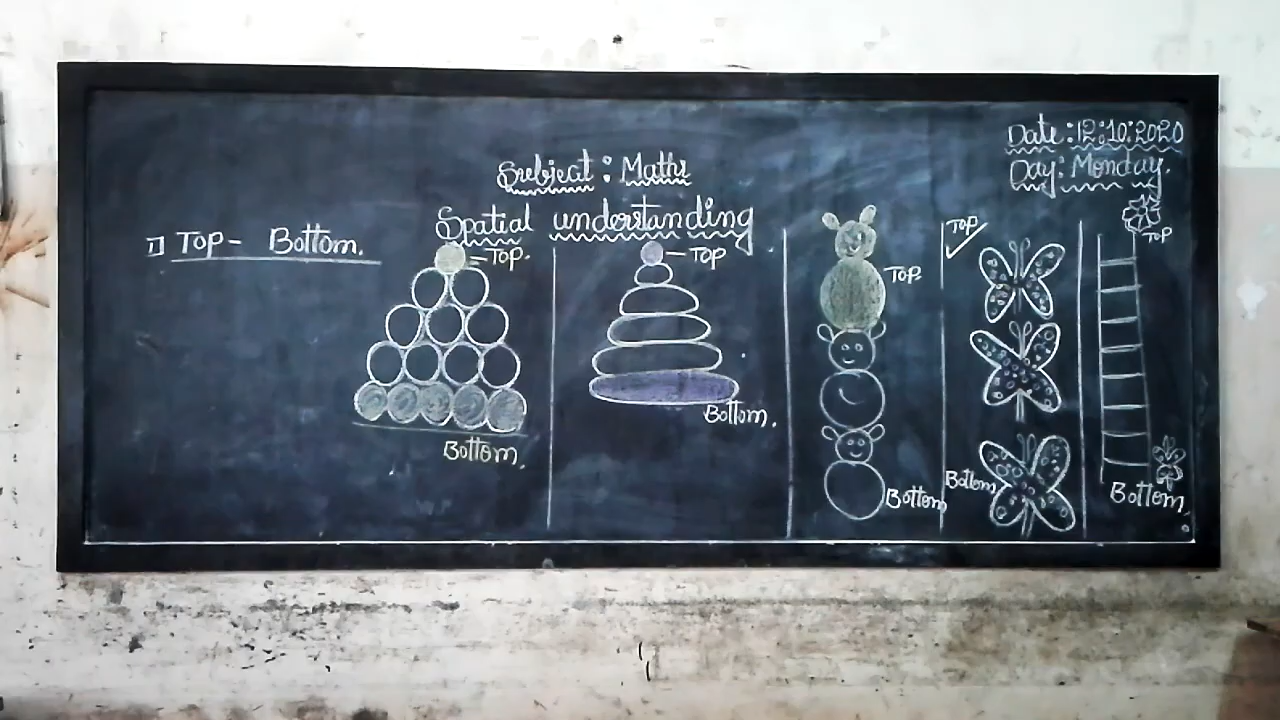 Date:12:10:2020
Day: Monday.
Subject: Maths
Spatial understanding
1) Top- Bottom.
Top.
Bottom.
Top
Bottom.
Top.
Bottom
Top
Bottom
Top
Bottom